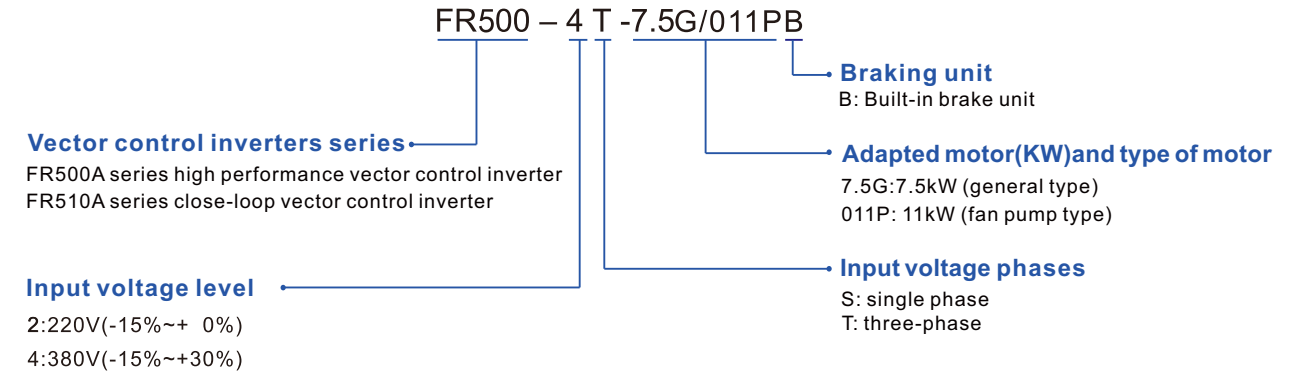 FR500 – 4 T -7.5G/011PB
Braking unit
B: Built-in brake unit
Vector control inverters series
FR500A series high performance vector control inverter
FR510A series close-loop vector control inverter
Adapted motor(KW)and type of motor
7.5G:7.5kW (general type)
011P: 11kW (fan pump type)
Input voltage level
2:220V(-15%~+ 0%)
4:380V(-15%~+30%)
Input voltage phases
S: single phase
T: three-phase